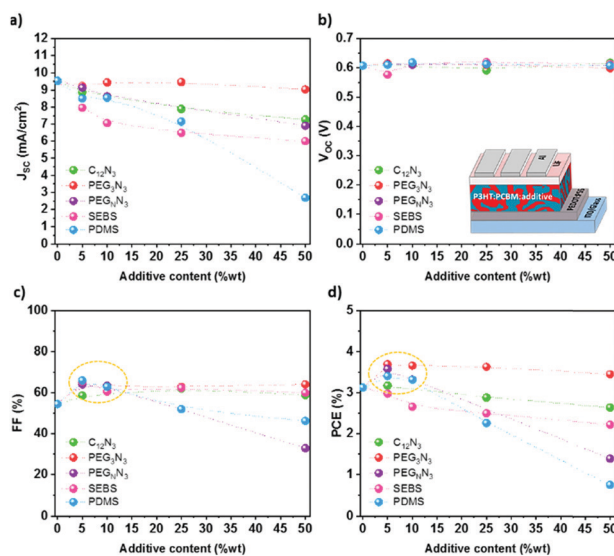 a)
J_SC (mA/cm²)
12
11
10
9
8
7
6
5
4
3
2
1
0
C₁₂N₃
PEG₃N₃
PEG_NN₃
SEBS
PDMS
0 5 10 15 20 25 30 35 40 45 50
Additive content (%wt)
b)
V_OC (V)
0.7
0.6
0.5
0.4
0.3
0.2
0.1
0.0
C₁₂N₃
PEG₃N₃
PEG_NN₃
SEBS
PDMS
Al
P3HT:PCBM:additive
0 5 10 15 20 25 30 35 40 45 50
Additive content (%wt)
c)
FF (%)
100
80
60
40
20
0
C₁₂N₃
PEG₃N₃
PEG_NN₃
SEBS
PDMS
0 5 10 15 20 25 30 35 40 45 50
Additive content (%wt)
d)
PCE (%)
5
4
3
2
1
0
C₁₂N₃
PEG₃N₃
PEG_NN₃
SEBS
PDMS
0 5 10 15 20 25 30 35 40 45 50
Additive content (%wt)